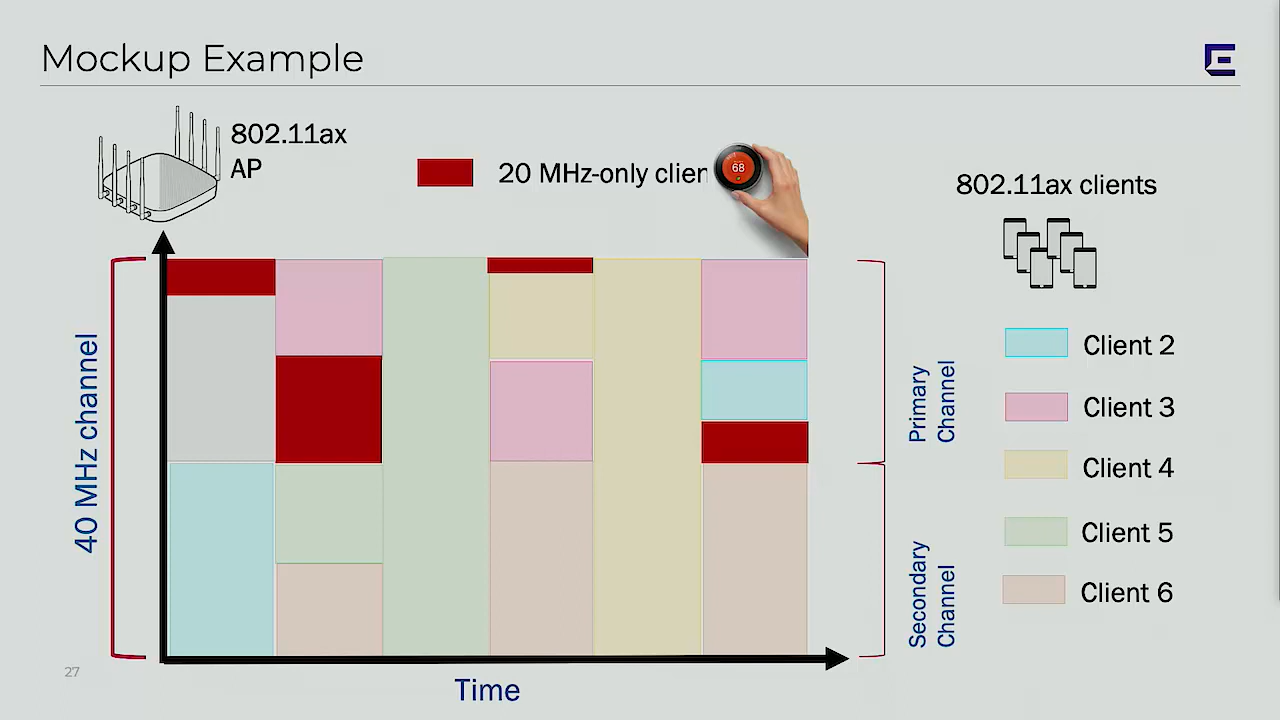 Mockup Example
802.11ax
AP
20 MHz-only clien
68
802.11ax clients
40 MHz channel
Primary
Channel
Secondary
Channel
Client 2
Client 3
Client 4
Client 5
Client 6
27
Time